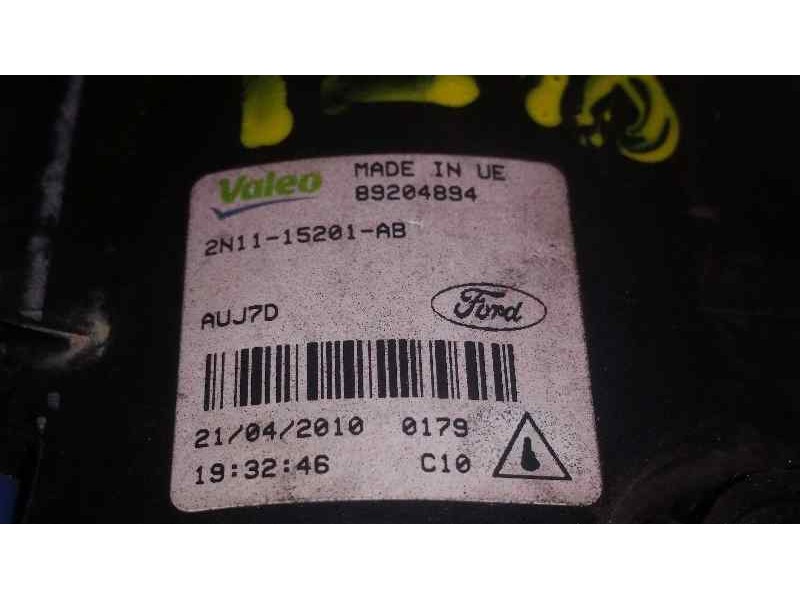 Valeo MADE IN UE
89204894
2N11-15201-AB
AUJ7D Ford
21/04/2010 0179
19:32:46 C10